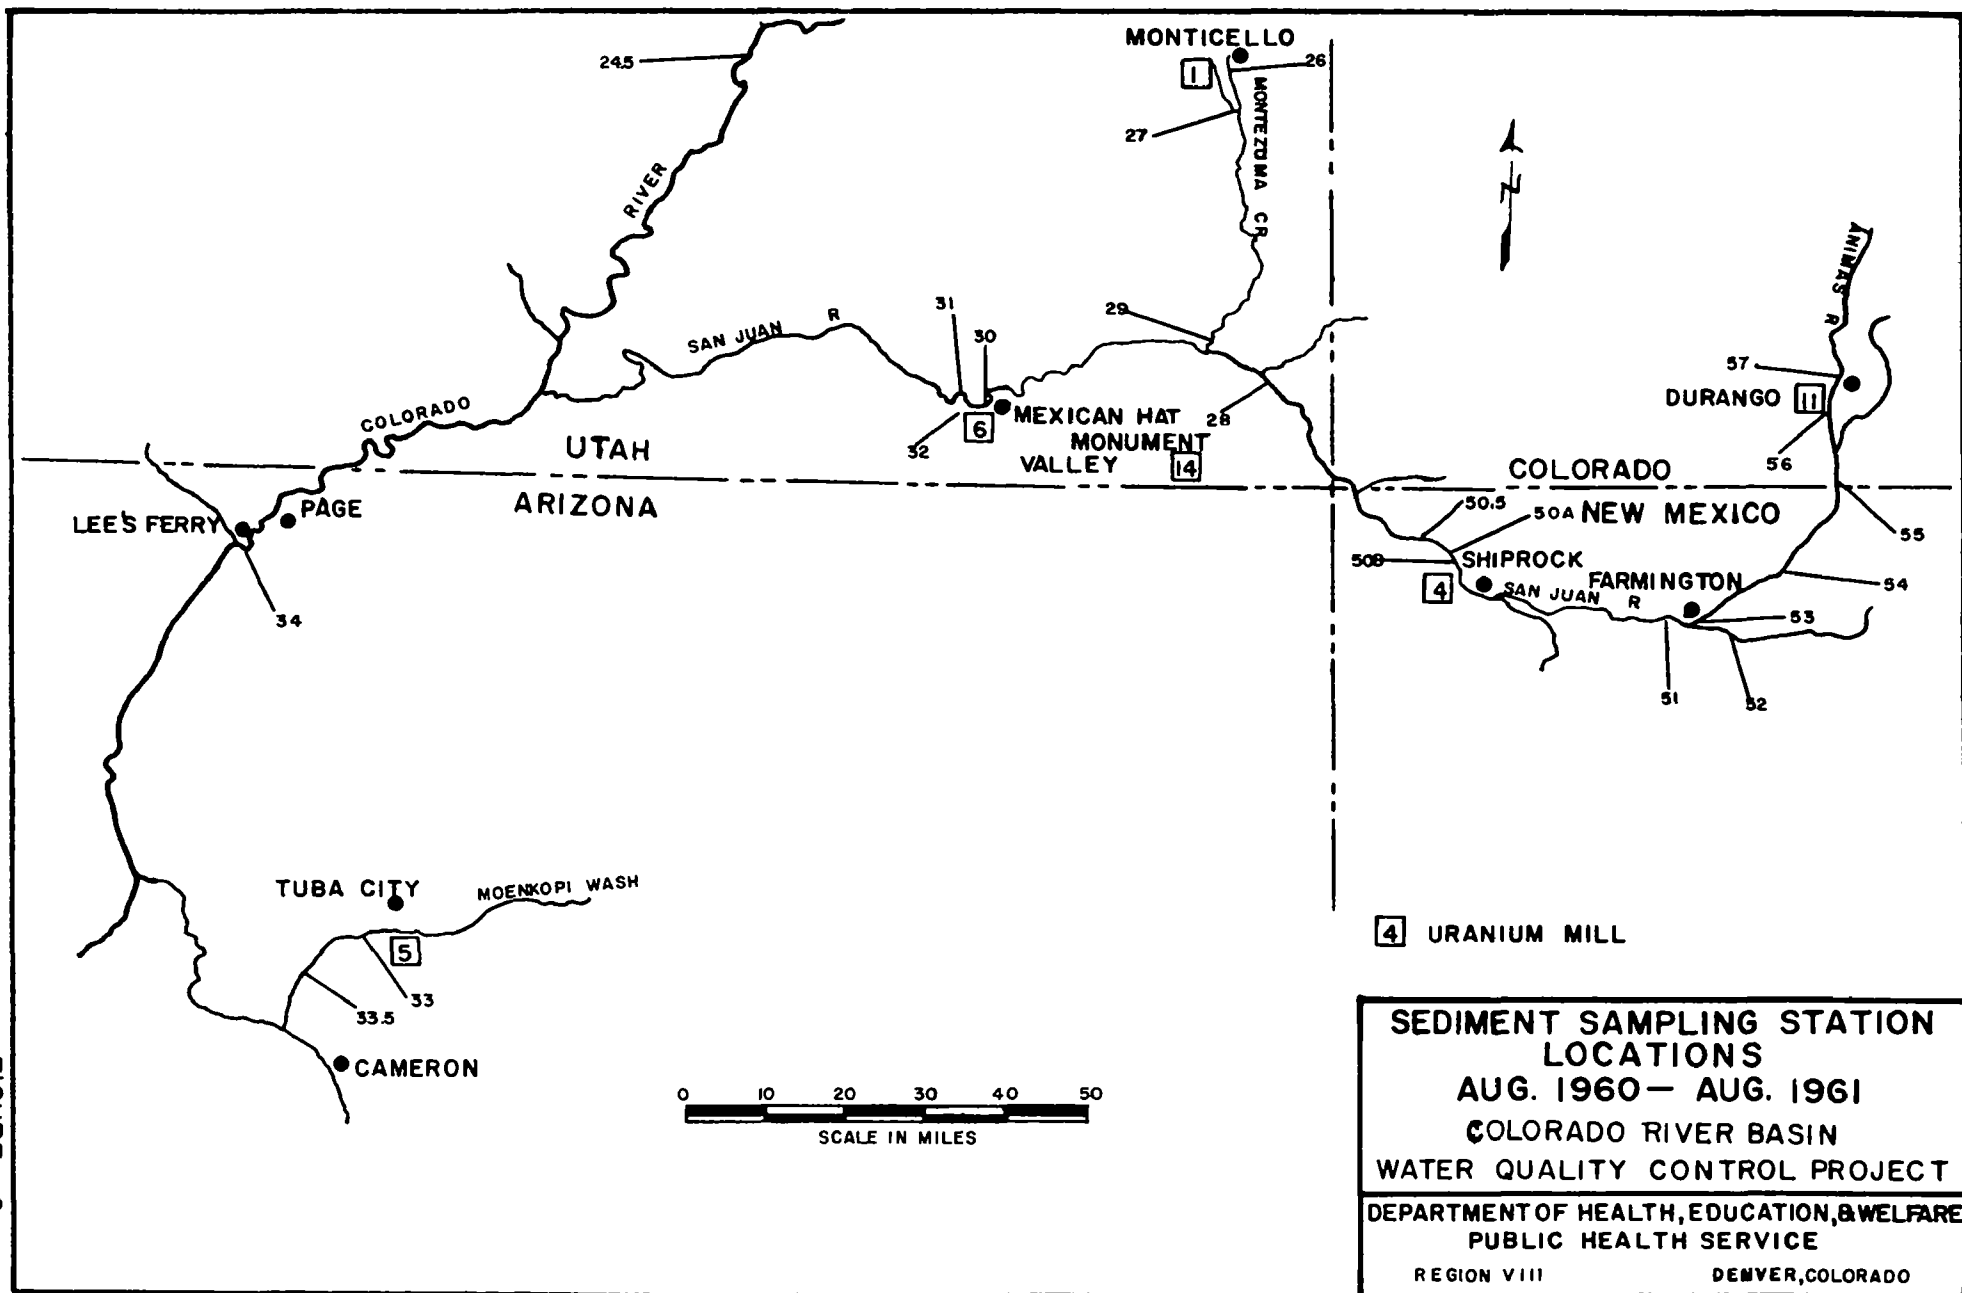 24.5
MONTICELLO
1
26
27
MONTEZUMA CR
RIVER
ANIMAS R
31
30
29
SAN JUAN R
57
DURANGO
11
COLORADO
32
6
MEXICAN HAT
MONUMENT
VALLEY
14
28
56
UTAH
COLORADO
ARIZONA
NEW MEXICO
LEE'S FERRY
PAGE
50.5
50A
50B
SHIPROCK
55
4
SAN JUAN R
FARMINGTON
54
53
34
51
52
TUBA CITY
MOENKOPI WASH
5
33
33.5
CAMERON
4 URANIUM MILL
0 10 20 30 40 50
SCALE IN MILES
SEDIMENT SAMPLING STATION
LOCATIONS
AUG. 1960 — AUG. 1961
COLORADO RIVER BASIN
WATER QUALITY CONTROL PROJECT
DEPARTMENT OF HEALTH, EDUCATION, & WELFARE
PUBLIC HEALTH SERVICE
REGION VIII DENVER, COLORADO
N